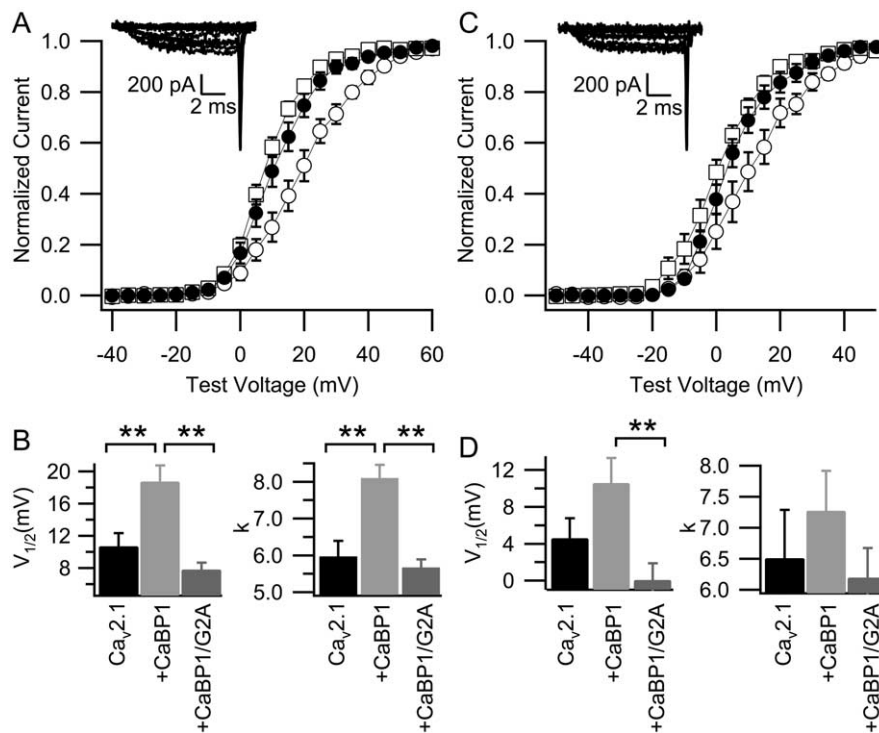 A
1.0
0.8
0.6
0.4
0.2
0.0
Normalized Current
200 pA
2 ms
-40 -20 0 20 40 60
Test Voltage (mV)
C
1.0
0.8
0.6
0.4
0.2
0.0
Normalized Current
200 pA
2 ms
-40 -20 0 20 40
Test Voltage (mV)
B
** **
20
16
12
8
V1/2(mV)
Cav2.1
+CaBP1
+CaBP1/G2A
** **
8.0
7.0
6.0
5.0
k
Cav2.1
+CaBP1
+CaBP1/G2A
D
**
12
8
4
0
V1/2(mV)
Cav2.1
+CaBP1
+CaBP1/G2A
8.0
7.5
7.0
6.5
6.0
k
Cav2.1
+CaBP1
+CaBP1/G2A